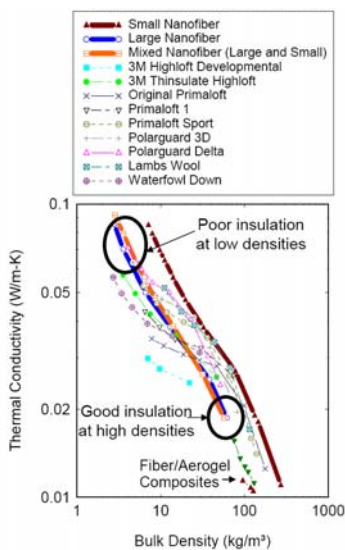 Small Nanofiber
Large Nanofiber
Mixed Nanofiber (Large and Small)
3M Highloft Developmental
3M Thinsulate Highloft
Original Primaloft
Primaloft 1
Primaloft Sport
Polarguard 3D
Polarguard Delta
Lambs Wool
Waterfowl Down
0.1
Poor insulation
at low densities
0.05
Thermal Conductivity (W/m-K)
0.02
Good insulation
at high densities
Fiber/Aerogel
Composites
0.01
1
10
100
1000
Bulk Density (kg/m³)